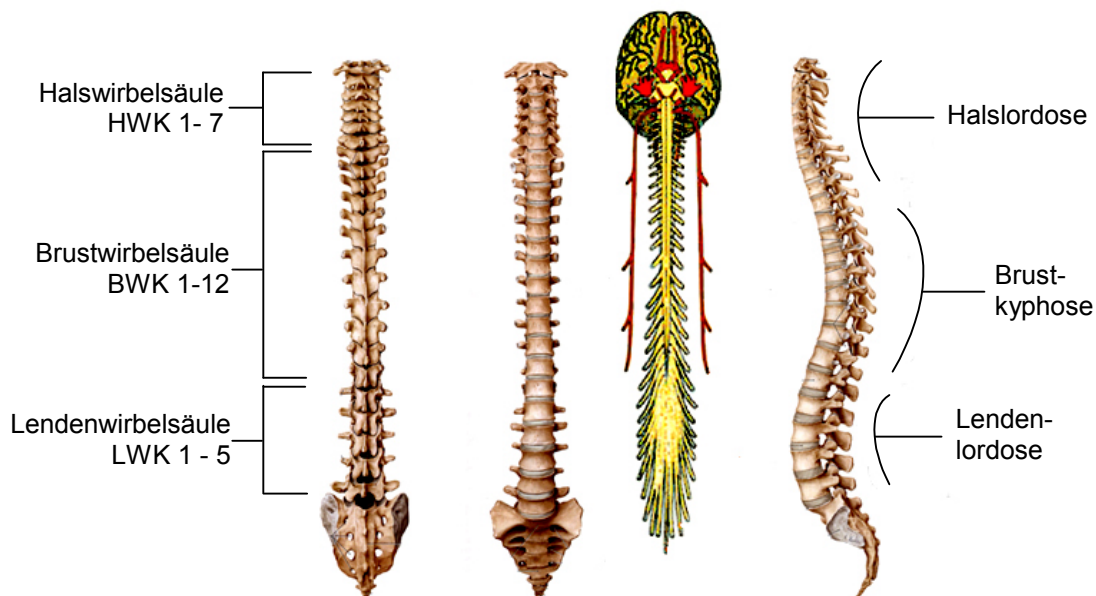 Halswirbelsäule
HWK 1- 7
Brustwirbelsäule
BWK 1-12
Lendenwirbelsäule
LWK 1 - 5
Halslordose
Brust-
kyphose
Lenden-
lordose